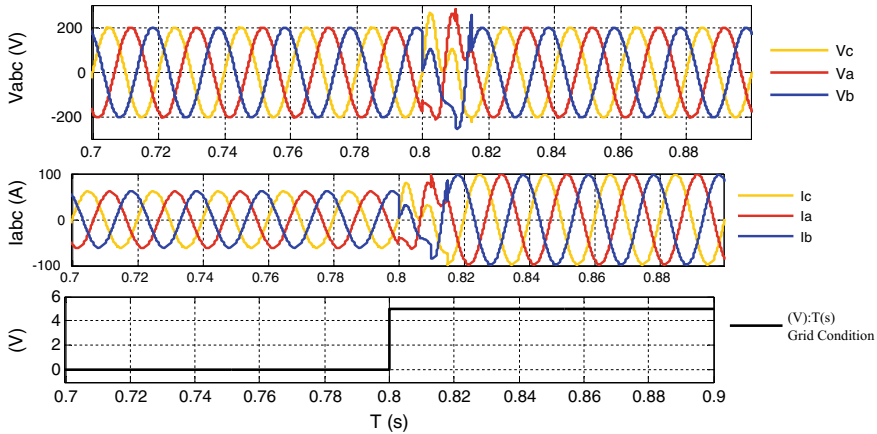 Vabc (V)
200
0
-200
0.7 0.72 0.74 0.76 0.78 0.8 0.82 0.84 0.86 0.88
Vc
Va
Vb
Iabc (A)
100
0
-100
0.7 0.72 0.74 0.76 0.78 0.8 0.82 0.84 0.86 0.88
Ic
Ia
Ib
(V)
6
4
2
0
0.7 0.72 0.74 0.76 0.78 0.8 0.82 0.84 0.86 0.88 0.9
T (s)
(V):T(s)
Grid Condition